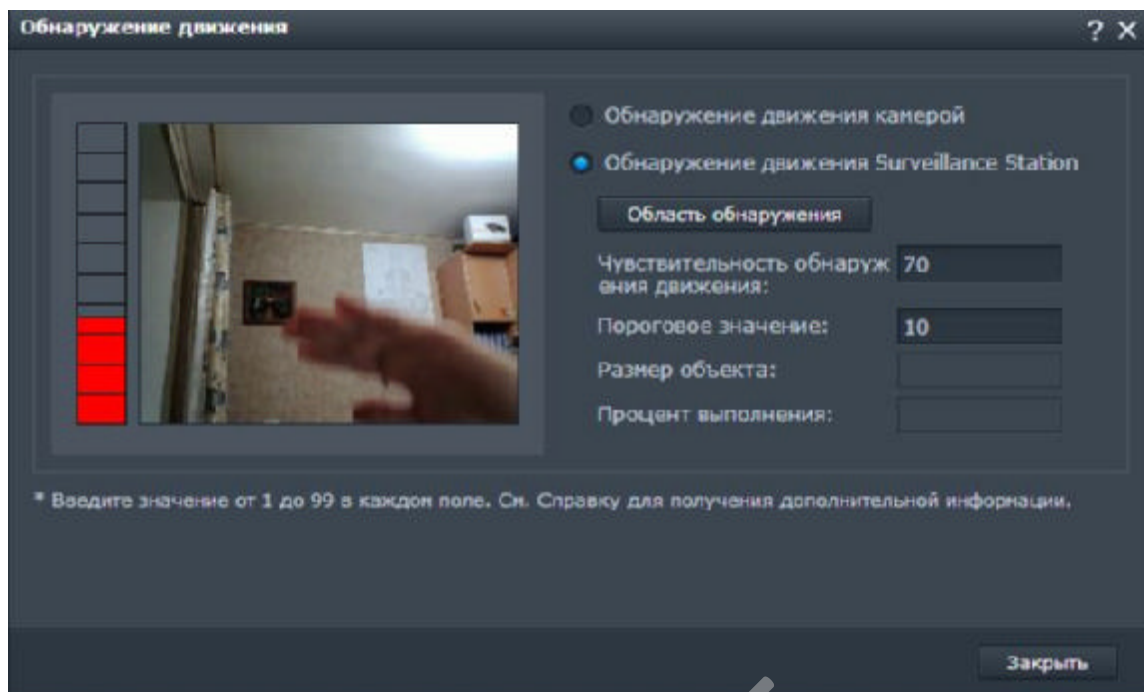 Обнаружение движения
? X
Обнаружение движения камерой
Обнаружение движения Surveillance Station
Область обнаружения
Чувствительность обнаруж 70
ения движения:
Пороговое значение: 10
Размер объекта:
Процент выполнения:
* Введите значение от 1 до 99 в каждом поле. См. Справку для получения дополнительной информации.
Закрыть